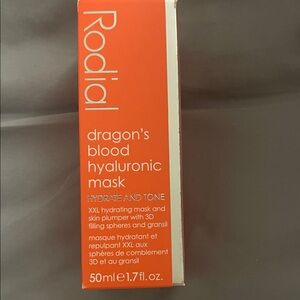 Rodial
dragon's
blood
hyaluronic
mask
HYDRATE AND TONE
XXL hydrating mask and
skin plumper with 3D
filling spheres and gransil
masque hydratant et
repulpant XXL aux
sphères de comblement
3D et au gransil
50ml e 1.7fl.oz.